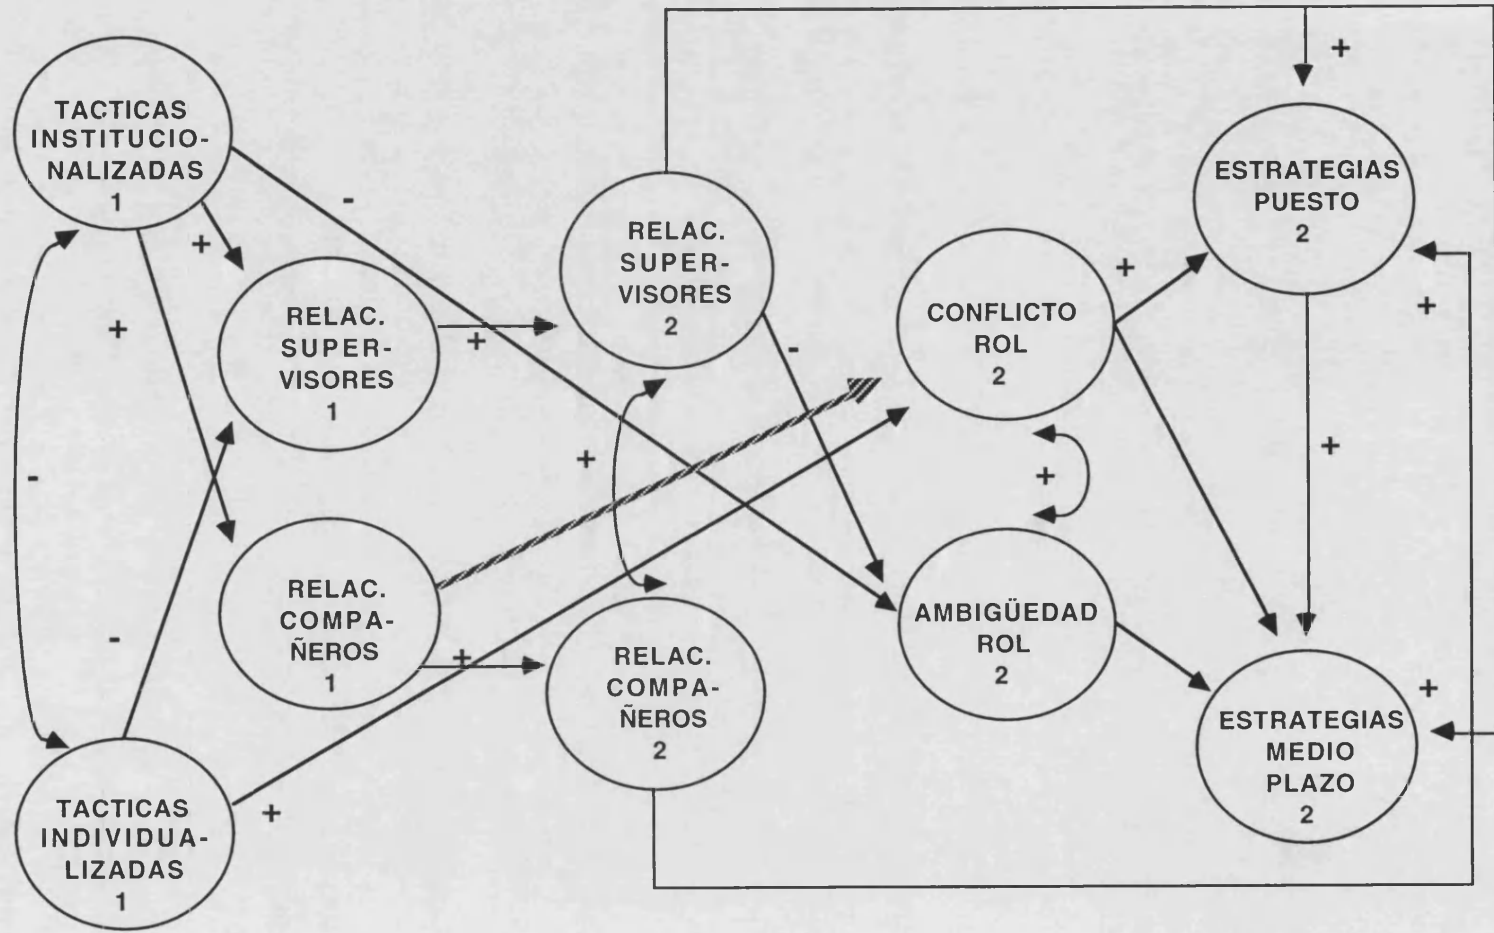 TACTICAS
INSTITUCIO-
NALIZADAS
1
RELAC.
SUPER-
VISORES
1
RELAC.
COMPA-
ÑEROS
1
TACTICAS
INDIVIDUA-
LIZADAS
1
RELAC.
SUPER-
VISORES
2
RELAC.
COMPA-
ÑEROS
2
CONFLICTO
ROL
2
AMBIGÜEDAD
ROL
2
ESTRATEGIAS
PUESTO
2
ESTRATEGIAS
MEDIO
PLAZO
2
-
+
+
-
-
+
+
+
+
-
+
+
+
+
+
+